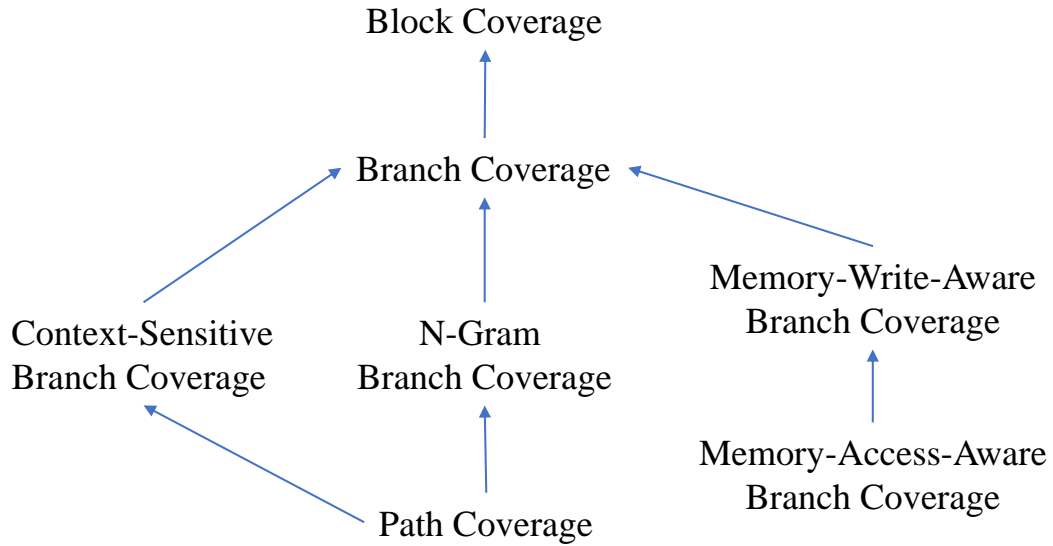 Block Coverage
Branch Coverage
Context-Sensitive
Branch Coverage
N-Gram
Branch Coverage
Memory-Write-Aware
Branch Coverage
Memory-Access-Aware
Branch Coverage
Path Coverage